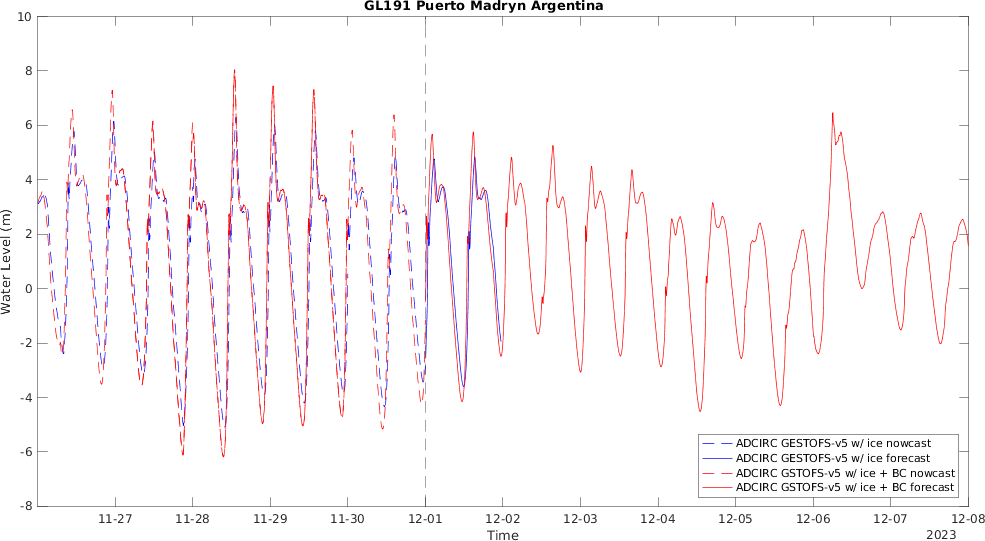 GL191 Puerto Madryn Argentina
10
8
6
4
2
0
-2
-4
-6
-8
Water Level (m)
ADCIRC GESTOFS-v5 w/ ice nowcast
ADCIRC GESTOFS-v5 w/ ice forecast
ADCIRC GSTOFS-v5 w/ ice + BC nowcast
ADCIRC GSTOFS-v5 w/ ice + BC forecast
11-27 11-28 11-29 11-30 12-01 12-02 12-03 12-04 12-05 12-06 12-07 12-08
Time
2023